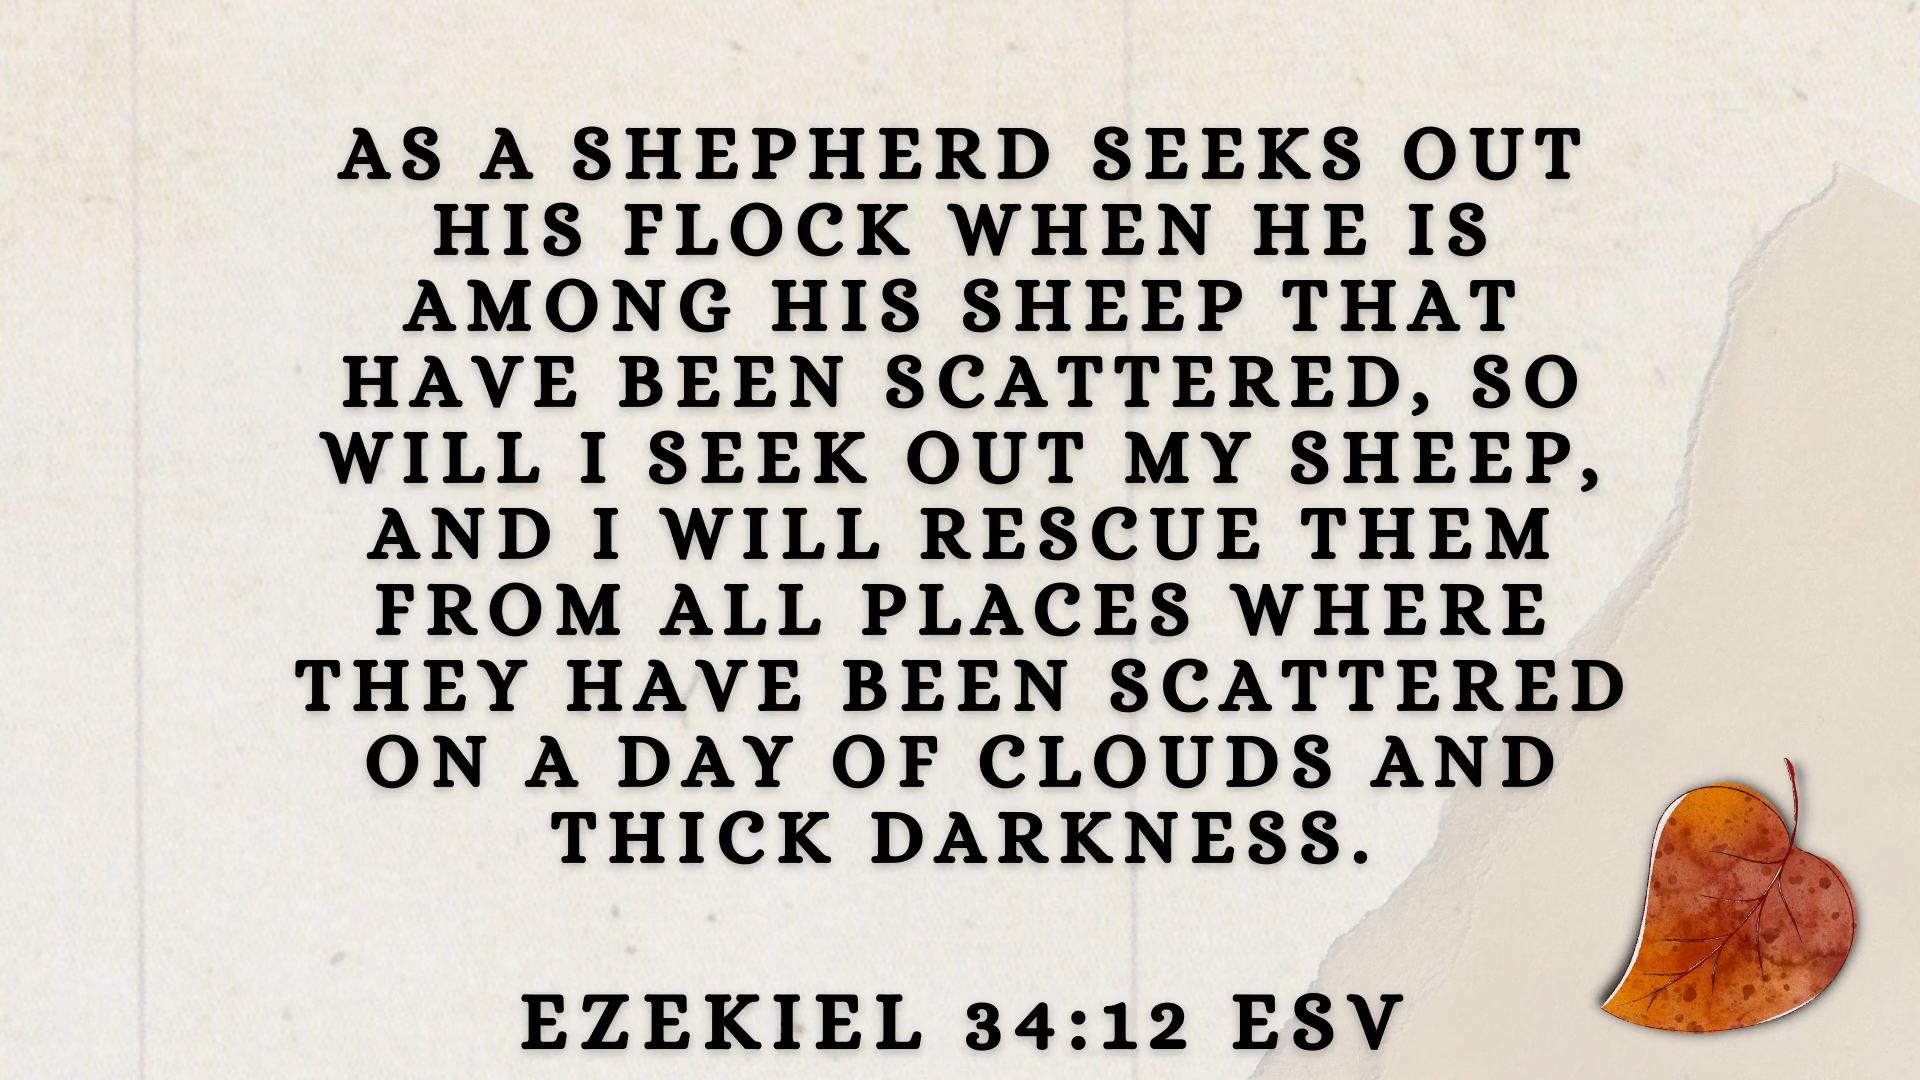 AS A SHEPHERD SEEKS OUT
HIS FLOCK WHEN HE IS
AMONG HIS SHEEP THAT
HAVE BEEN SCATTERED, SO
WILL I SEEK OUT MY SHEEP,
AND I WILL RESCUE THEM
FROM ALL PLACES WHERE
THEY HAVE BEEN SCATTERED
ON A DAY OF CLOUDS AND
THICK DARKNESS.
EZEKIEL 34:12 ESV